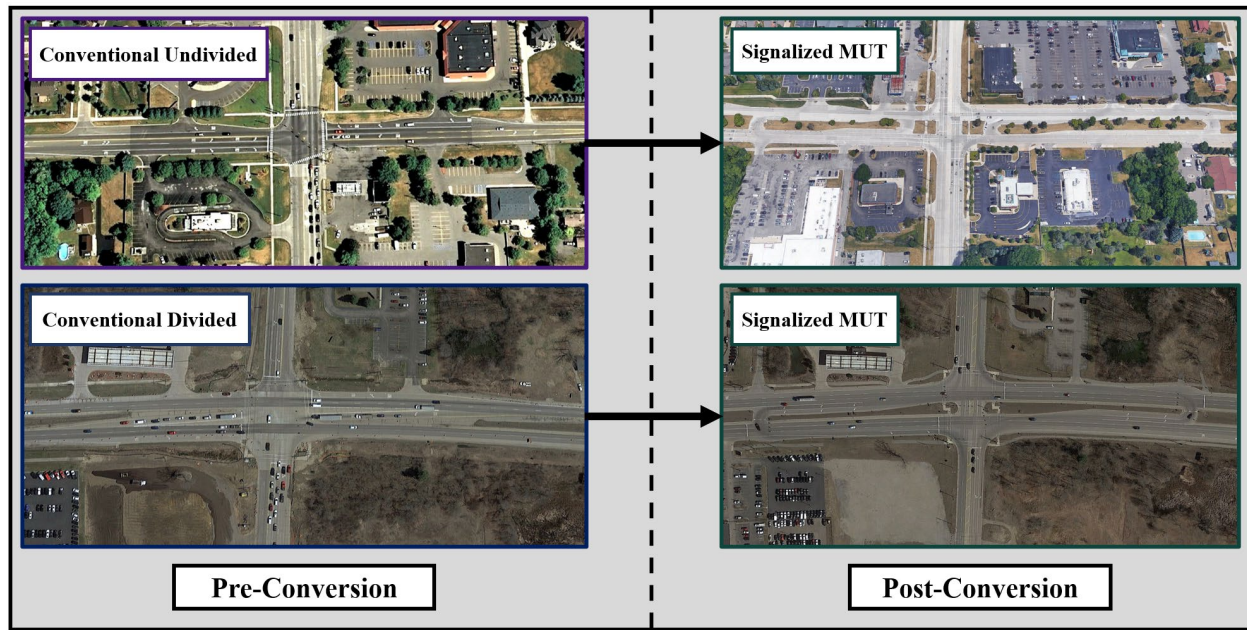 Conventional Undivided
Signalized MUT
Conventional Divided
Signalized MUT
Pre-Conversion
Post-Conversion